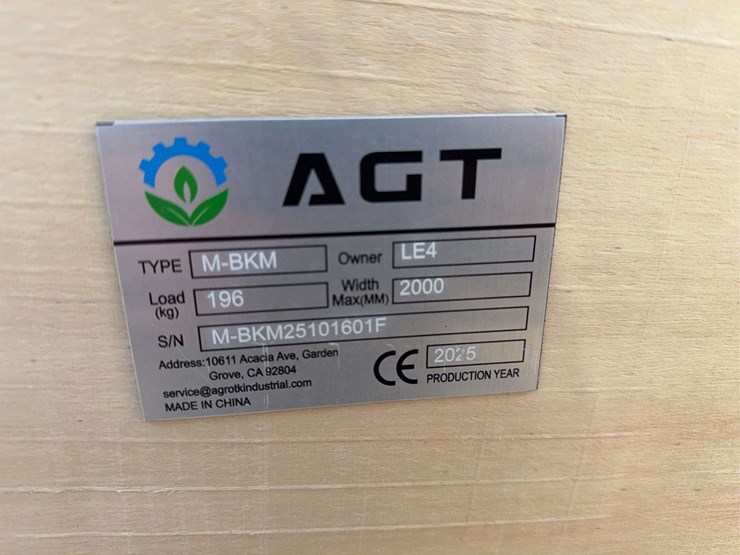 AGT
TYPE M-BKM Owner LE4
Load (kg) 196 Width Max(MM) 2000
S/N M-BKM25101601F
Address:10611 Acacia Ave, Garden
Grove, CA 92804
service@agrotkindustrial.com
MADE IN CHINA
CE 2025
PRODUCTION YEAR